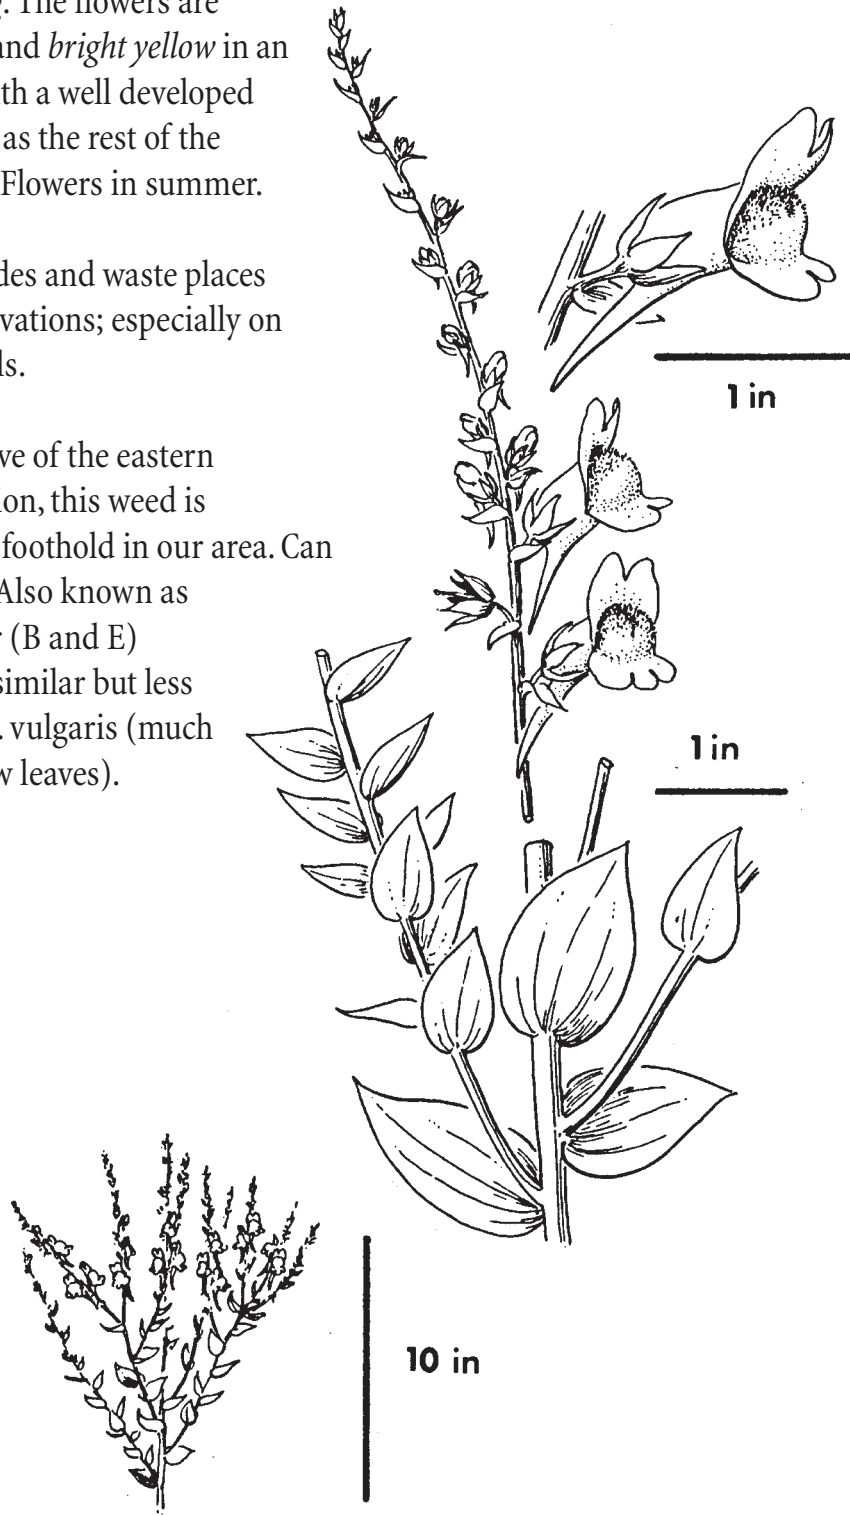 . The flowers are
and bright yellow in an
th a well developed
as the rest of the
Flowers in summer.
des and waste places
vations; especially on
ls.
ve of the eastern
ion, this weed is
foothold in our area. Can
Also known as
(B and E)
similar but less
. vulgaris (much
w leaves).
1 in
1 in
10 in